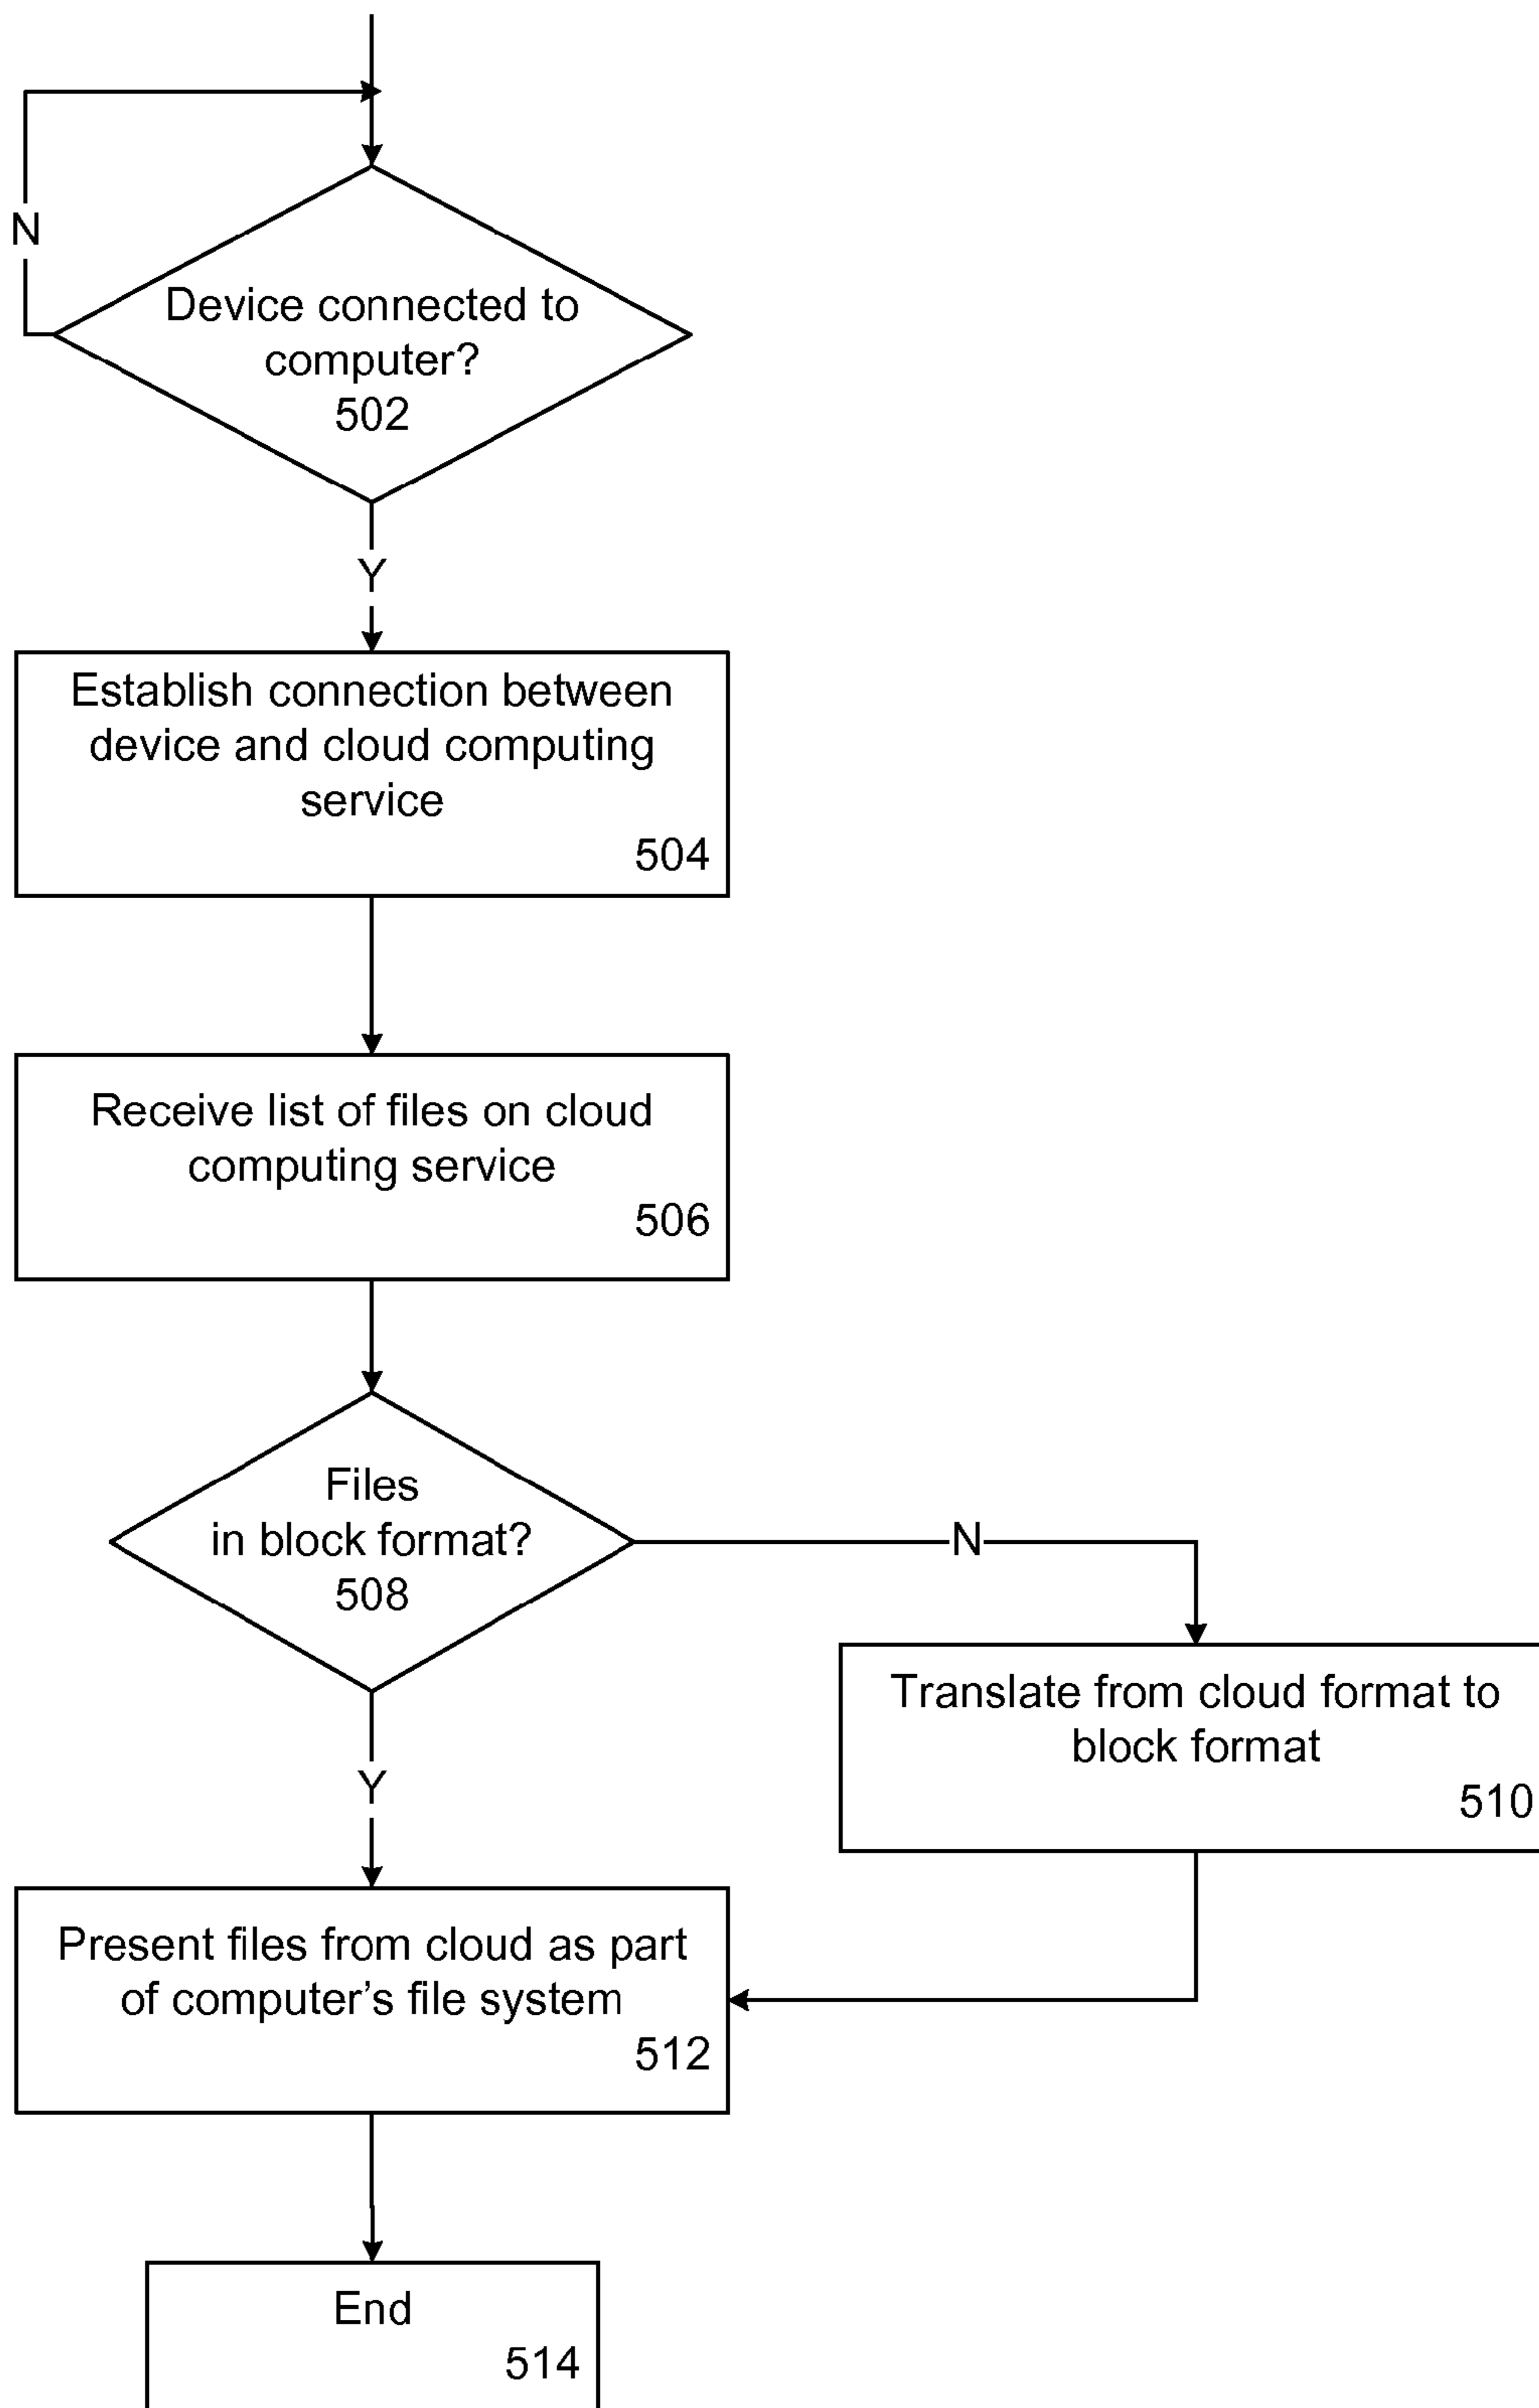 N
Device connected to
computer?
502
Y
Establish connection between
device and cloud computing
service
504
Receive list of files on cloud
computing service
506
Files
in block format?
508
N
Translate from cloud format to
block format
510
Y
Present files from cloud as part
of computer’s file system
512
End
514